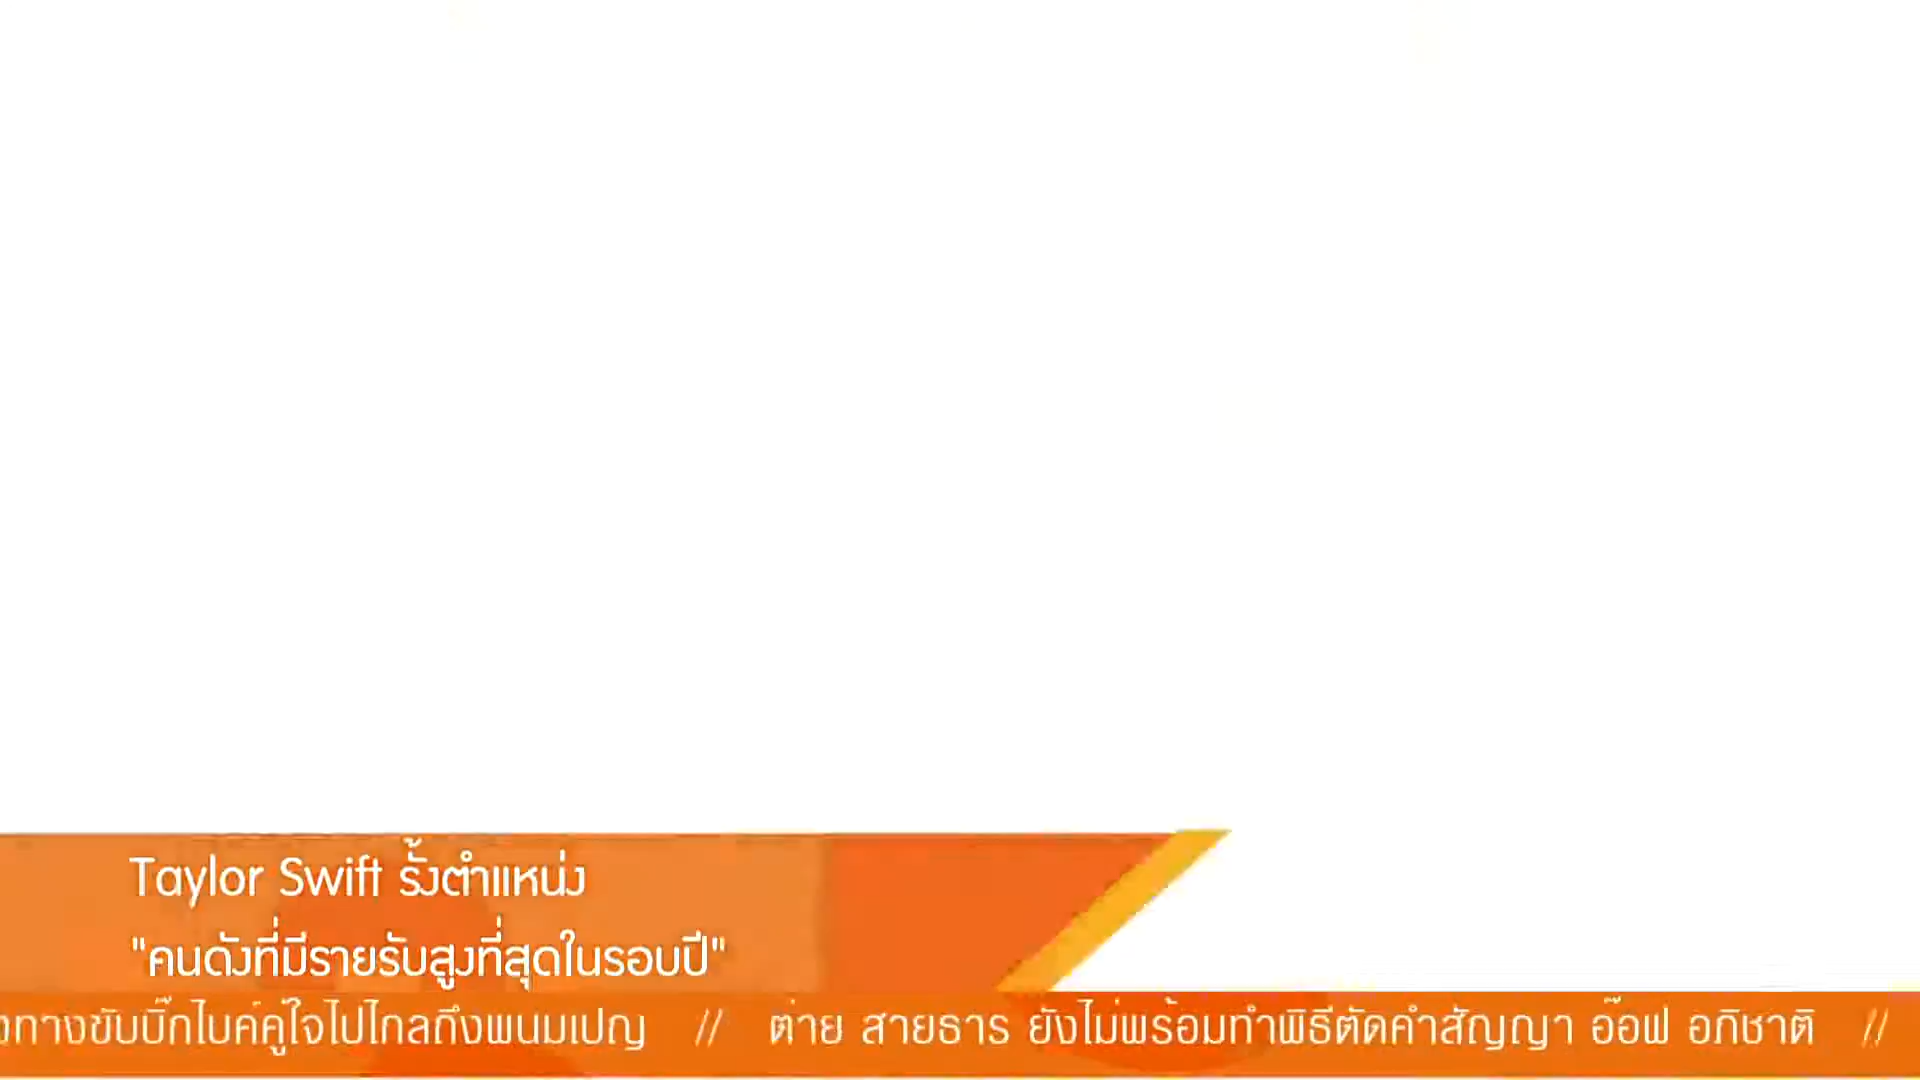 Taylor Swift รั้งตำแหน่ง
"คนดังที่มีรายรับสูงที่สุดในรอบปี"
ทางขับบิ๊กไบค์คู่ใจไปไกลถึงพนมเปญ // ต่าย สายธาร ยังไม่พร้อมทำพิธีตัดคำสัญญา อ๊อฟ อภิชาติ //